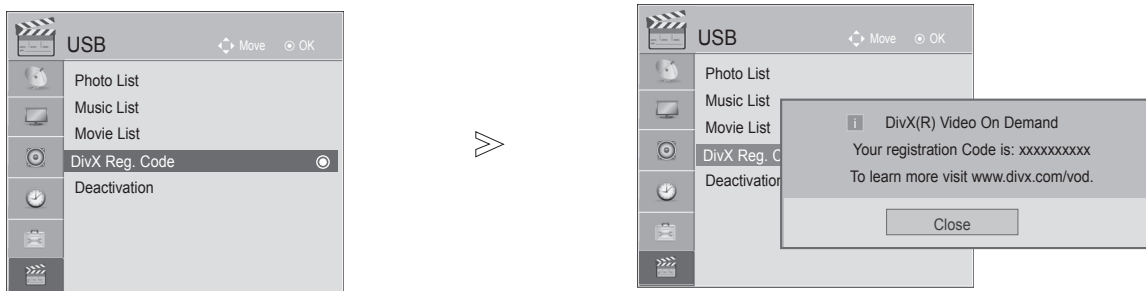 USB
Move OK
Photo List
Music List
Movie List
DivX Reg. Code
Deactivation
USB
Move OK
Photo List
Music List
Movie List
DivX Reg. C
Deactivation
i DivX(R) Video On Demand
Your registration Code is: xxxxxxxxxx
To learn more visit www.divx.com/vod.
Close